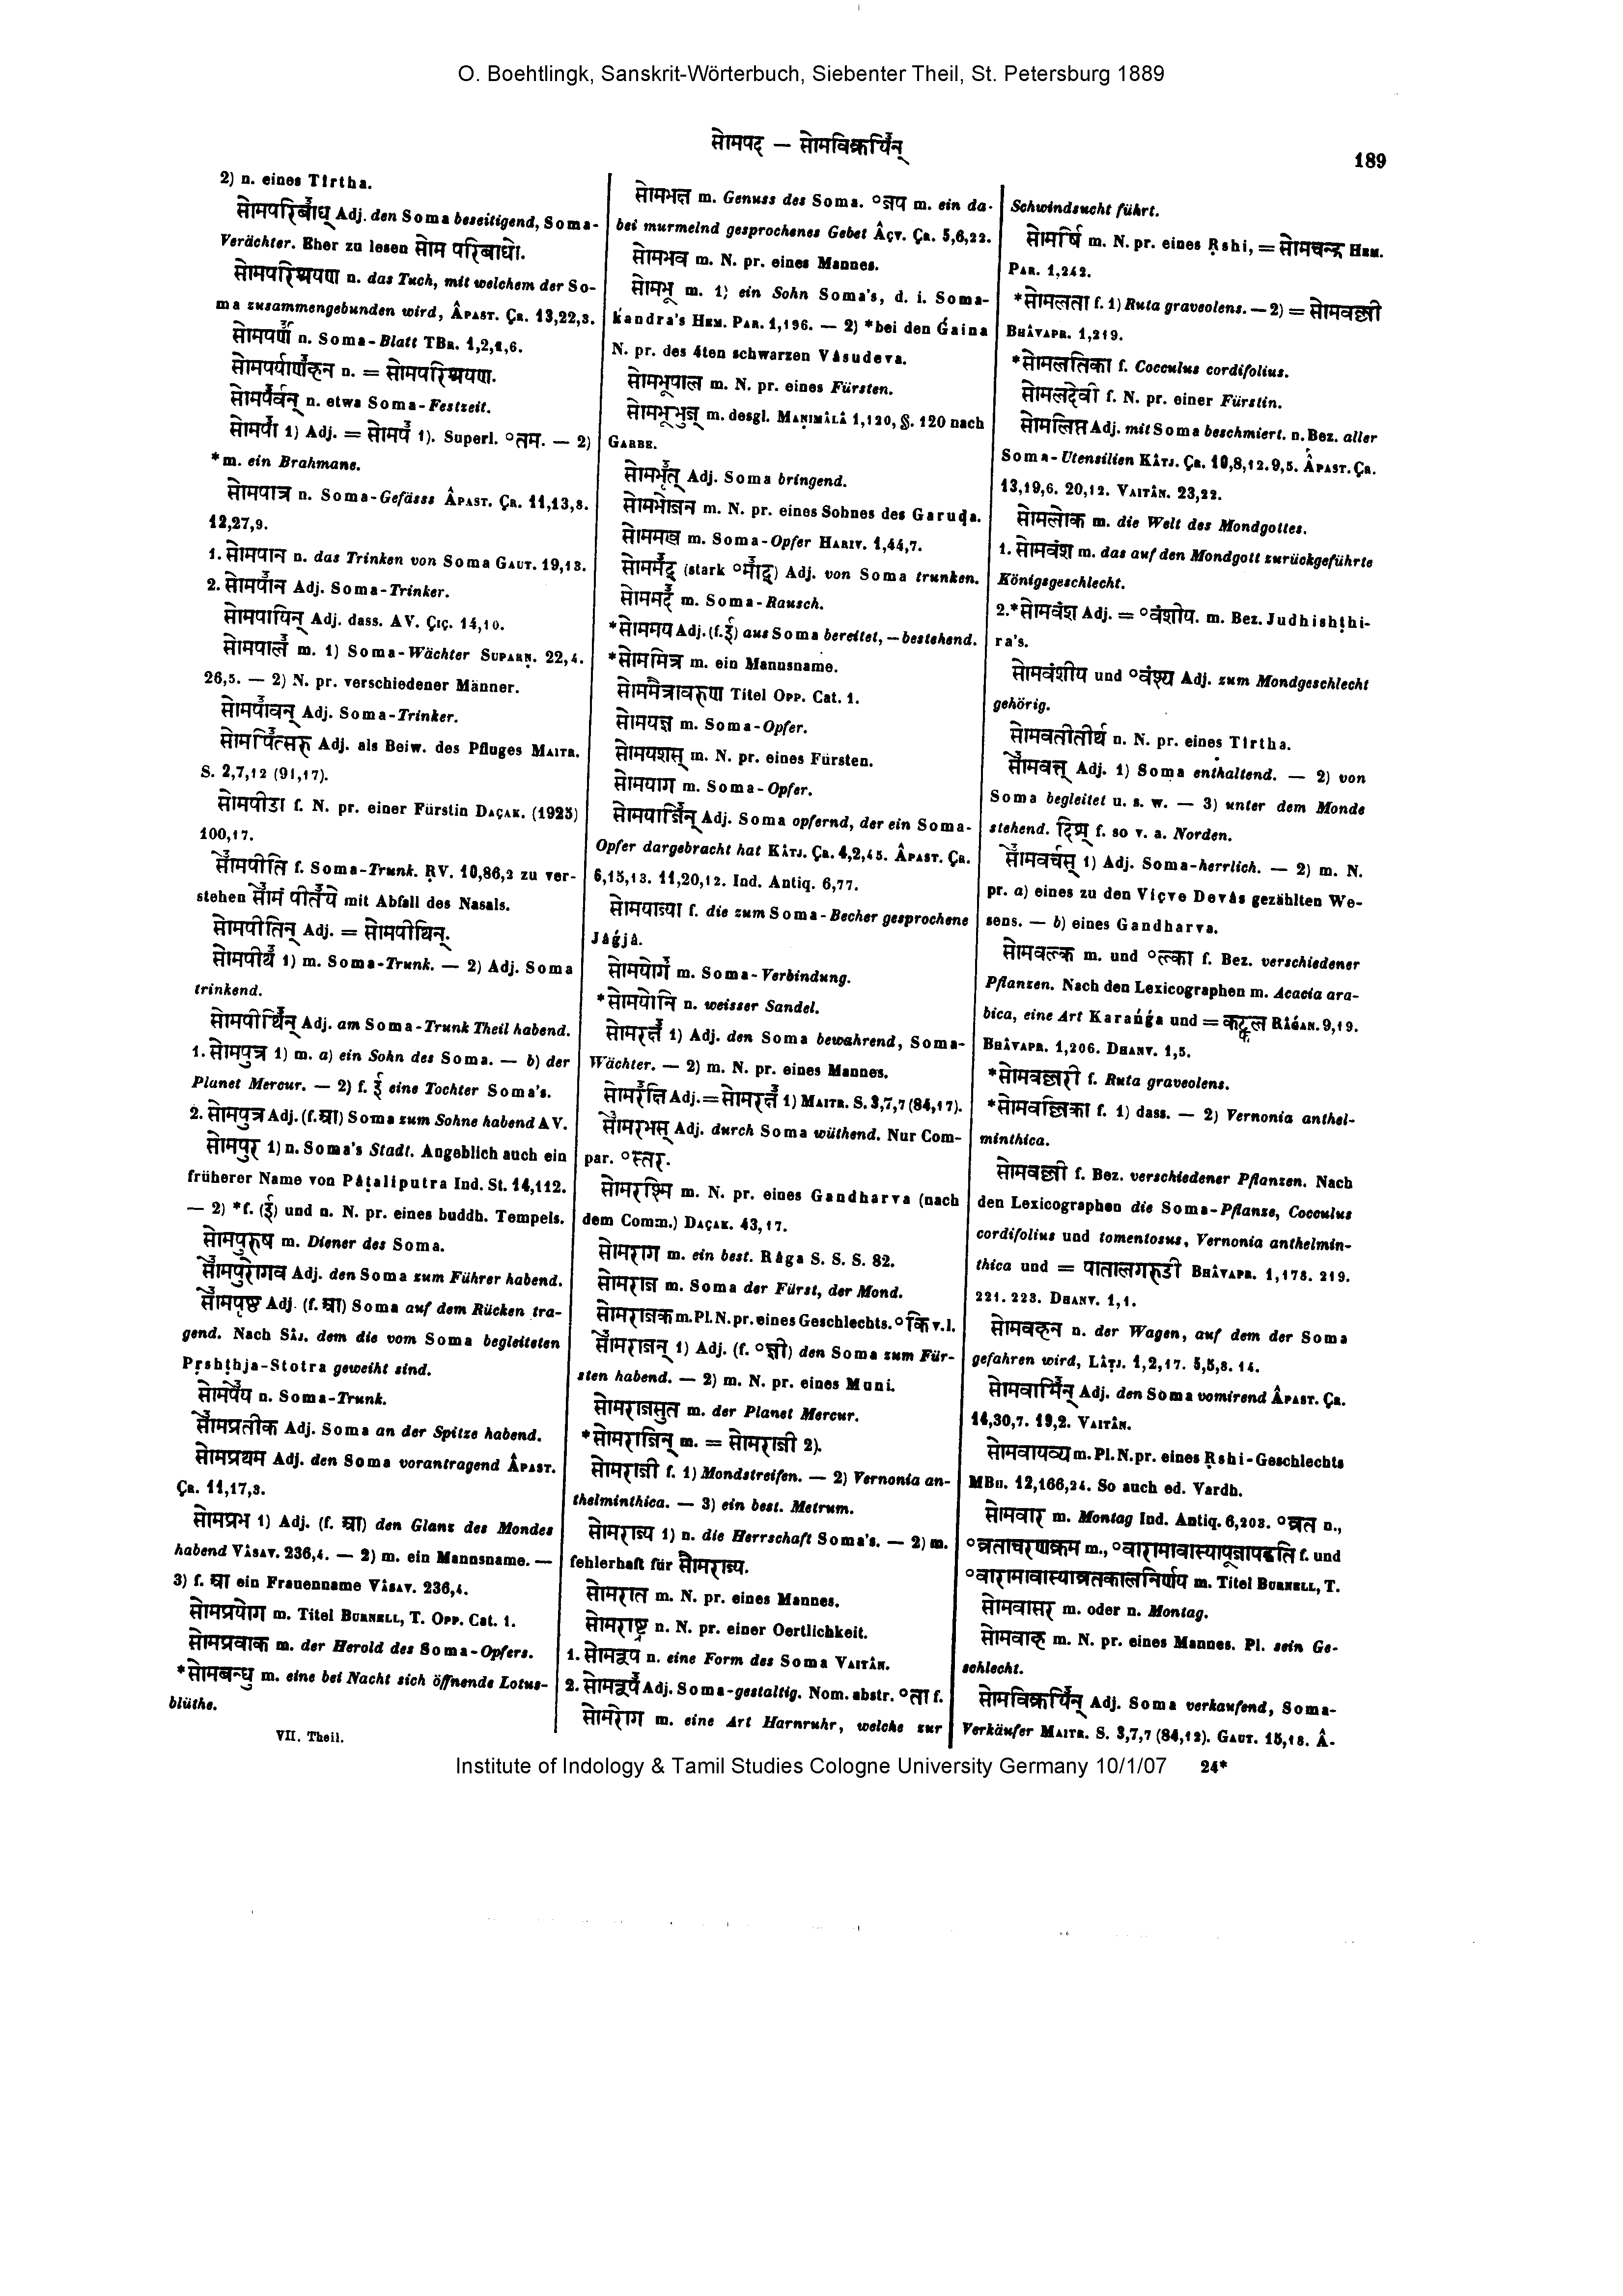 O. Boehtlingk, Sanskrit-Wörterbuch, Siebenter Theil, St. Petersburg 1889
सोमपद् — सोमविक्रयिन्
189
2) n. eines Tîrtha.
सोमपरिबाध् Adj. den Soma beseitigend, Soma-
Verächter. Eher zu lesen सोम परिबाधो.
सोमपरिश्रयण n. das Tuch, mit welchem der So-
ma zusammengebunden wird, Âpast. Çr. 13,22,3.
सोमपर्ण n. Soma-Blatt TBr. 1,2,1,6.
सोमपर्याणहन n. = सोमपरिश्रयण.
सोमपर्वन् n. etwa Soma-Festzeit.
सोमपा 1) Adj. = सोमप 1). Superl. °तम. — 2)
*m. ein Brahmane.
सोमपात्र n. Soma-Gefäss Âpast. Çr. 11,13,8.
12,27,9.
1. सोमपान n. das Trinken von Soma Gaut. 19,13.
2. सोमपान Adj. Soma-Trinker.
सोमपायिन् Adj. dass. AV. Çiç. 14,10.
सोमपाल m. 1) Soma-Wächter Suparṇ. 22,4.
26,5. — 2) N. pr. verschiedener Männer.
सोमपावन् Adj. Soma-Trinker.
सोमपित्सरु Adj. als Beiw. des Pfluges Maitr.
S. 2,7,12 (91,17).
सोमपीडा f. N. pr. einer Fürstin Daçak. (1925)
100,17.
सोमपीति f. Soma-Trunk. ṚV. 10,86,2 zu ver-
stehen सोमं पीतये mit Abfall des Nasals.
सोमपीतिन् Adj. = सोमपीथिन्.
सोमपीथ 1) m. Soma-Trunk. — 2) Adj. Soma
trinkend.
सोमपीथिन् Adj. am Soma-Trunk Theil habend.
1. सोमपुत्र 1) m. a) ein Sohn des Soma. — b) der
Planet Mercur. — 2) f. ई eine Tochter Soma's.
2. सोमपुत्र Adj. (f. आ) Soma zum Sohne habend AV.
सोमपुर 1) n. Soma's Stadt. Angeblich auch ein
früherer Name von Pâṭaliputra Ind. St. 14,112.
— 2) *f. (ई) und n. N. pr. eines buddh. Tempels.
सोमपुरुष m. Diener des Soma.
सोमपुरोगव Adj. den Soma zum Führer habend.
सोमपृष्ठ Adj. (f. आ) Soma auf dem Rücken tra-
gend. Nach Sâj. dem die vom Soma begleiteten
Pṛshṭhja-Stotra geweiht sind.
सोमपेय n. Soma-Trunk.
सोमप्रतीक Adj. Soma an der Spitze habend.
सोमप्रथम Adj. den Soma vorantragend Âpast.
Çr. 11,17,3.
सोमप्रभ 1) Adj. (f. आ) den Glanz des Mondes
habend Vâsav. 236,4. — 2) m. ein Mannsname. —
3) f. आ ein Frauenname Vâsav. 236,4.
सोमप्रयोग m. Titel Burnell, T. Opp. Cat. 1.
सोमप्रवाक m. der Herold des Soma-Opfers.
*सोमबन्धु m. eine bei Nacht sich öffnende Lotus-
blüthe.
VII. Theil.
सोमभक्ष m. Genuss des Soma. °जप m. ein da-
bei murmelnd gesprochenes Gebet Âçv. Çr. 5,6,22.
सोमभव m. N. pr. eines Mannes.
सोमभू m. 1) ein Sohn Soma's, d. i. Soma-
ḱandra's Hem. Par. 1,196. — 2) *bei den Ǵaina
N. pr. des 4ten schwarzen Vâsudeva.
सोमभूपाल m. N. pr. eines Fürsten.
सोमभूभुज् m. desgl. Maṇimâlâ 1,120, §. 120 nach
Garbe.
सोमभृत् Adj. Soma bringend.
सोमभोजन m. N. pr. eines Sohnes des Garuḍa.
सोममख m. Soma-Opfer Hariv. 1,44,7.
सोममद् (stark °माद्) Adj. von Soma trunken.
सोममद m. Soma-Rausch.
*सोममय Adj. (f. ई) aus Soma bereitet, — bestehend.
*सोममित्र m. ein Mannsname.
सोममैत्रावरुण Titel Opp. Cat. 1.
सोमयज्ञ m. Soma-Opfer.
सोमयशस् m. N. pr. eines Fürsten.
सोमयाग m. Soma-Opfer.
सोमयाजिन् Adj. Soma opfernd, der ein Soma-
Opfer dargebracht hat Kâtj. Çr. 4,2,45. Âpast. Çr.
6,15,13. 11,20,12. Ind. Antiq. 6,77.
सोमयाज्या f. die zum Soma-Becher gesprochene
Jâǵjâ.
सोमयोग m. Soma-Verbindung.
*सोमयोनि n. weisser Sandel.
सोमरक्ष 1) Adj. den Soma bewahrend, Soma-
Wächter. — 2) m. N. pr. eines Mannes.
सोमरक्षि Adj. = सोमरक्ष 1) Maitr. S. 3,7,7 (84,17).
सोमरभस् Adj. durch Soma wüthend. Nur Com-
par. °स्तर.
सोमरश्मि m. N. pr. eines Gandharva (nach
dem Comm.) Daçak. 43,17.
सोमराग m. ein best. Râga S. S. S. 82.
सोमराज m. Soma der Fürst, der Mond.
सोमराजक m. Pl. N. pr. eines Geschlechts. °कि v. l.
सोमराजन् 1) Adj. (f. °ज्ञी) den Soma zum Für-
sten habend. — 2) m. N. pr. eines Muni.
सोमराजसुत m. der Planet Mercur.
*सोमराजिन् m. = सोमराजी 2).
सोमराजी f. 1) Mondstreifen. — 2) Vernonia an-
thelminthica. — 3) ein best. Metrum.
सोमराज्य 1) n. die Herrschaft Soma's. — 2) m.
fehlerhaft für सौमराज्य.
सोमरात m. N. pr. eines Mannes.
सोमराष्ट्र n. N. pr. einer Oertlichkeit.
1. सोमरूप n. eine Form des Soma Vaitân.
2. सोमरूप Adj. Soma-gestaltig. Nom. abstr. °ता f.
सोमरोग m. eine Art Harnruhr, welche zur
Schwindsucht führt.
सोमर्षि m. N. pr. eines Ṛshi, = सोमचन्द्र Hem.
Par. 1,242.
*सोमलता f. 1) Ruta graveolens. — 2) = सोमवल्ली
Bhâvapr. 1,219.
*सोमलतिका f. Cocculus cordifolius.
सोमलदेवी f. N. pr. einer Fürstin.
सोमलिप्त Adj. mit Soma beschmiert. n. Bez. aller
Soma-Utensilien Kâtj. Çr. 10,8,12. 9,5. Âpast. Çr.
13,19,6. 20,12. Vaitân. 23,22.
सोमलोक m. die Welt des Mondgottes.
1. सोमवंश m. das auf den Mondgott zurückgeführte
Königsgeschlecht.
2.*सोमवंश Adj. = °वंशीय. m. Bez. Judhishṭhi-
ra's.
सोमवंशीय und °वंश्य Adj. zum Mondgeschlecht
gehörig.
सोमवतीतीर्थ n. N. pr. eines Tîrtha.
सोमवत्त् Adj. 1) Soma enthaltend. — 2) von
Soma begleitet u. s. w. — 3) unter dem Monde
stehend. दिश् f. so v. a. Norden.
सोमवर्चस् 1) Adj. Soma-herrlich. — 2) m. N.
pr. a) eines zu den Viçve Devâs gezählten We-
sens. — b) eines Gandharva.
सोमवल्क m. und °ल्का f. Bez. verschiedener
Pflanzen. Nach den Lexicographen m. Acacia ara-
bica, eine Art Karańǵa und = कट्फल Râǵan. 9,19.
Bhâvapr. 1,206. Dhanv. 1,5.
*सोमवल्लरी f. Ruta graveolens.
*सोमवल्लिका f. 1) dass. — 2) Vernonia anthel-
minthica.
सोमवल्ली f. Bez. verschiedener Pflanzen. Nach
den Lexicographen die Soma-Pflanze, Cocculus
cordifolius und tomentosus, Vernonia anthelmin-
thica und = पातालगरुडी Bhâvapr. 1,178. 219.
221. 223. Dhanv. 1,1.
सोमवहन n. der Wagen, auf dem der Soma
gefahren wird, Lâṭj. 1,2,17. 5,5,8. 14.
सोमवामिन् Adj. den Soma vomirend Âpast. Çr.
14,30,7. 19,2. Vaitân.
सोमवायव्य m. Pl. N. pr. eines Ṛshi-Geschlechts
MBh. 12,166,24. So auch ed. Vardh.
सोमवार m. Montag Ind. Antiq. 6,203. °व्रत n.,
°व्रताचरणक्रम m., °वारामावास्यापूजापद्धति f. und
°वारामावास्याव्रतकालनिर्णय m. Titel Burnell, T.
सोमवासर m. oder n. Montag.
सोमवाह m. N. pr. eines Mannes. Pl. sein Ge-
schlecht.
सोमविक्रयिन् Adj. Soma verkaufend, Soma-
Verkäufer Maitr. S. 3,7,7 (84,12). Gaut. 15,18. Â-
Institute of Indology & Tamil Studies Cologne University Germany 10/1/07
24*